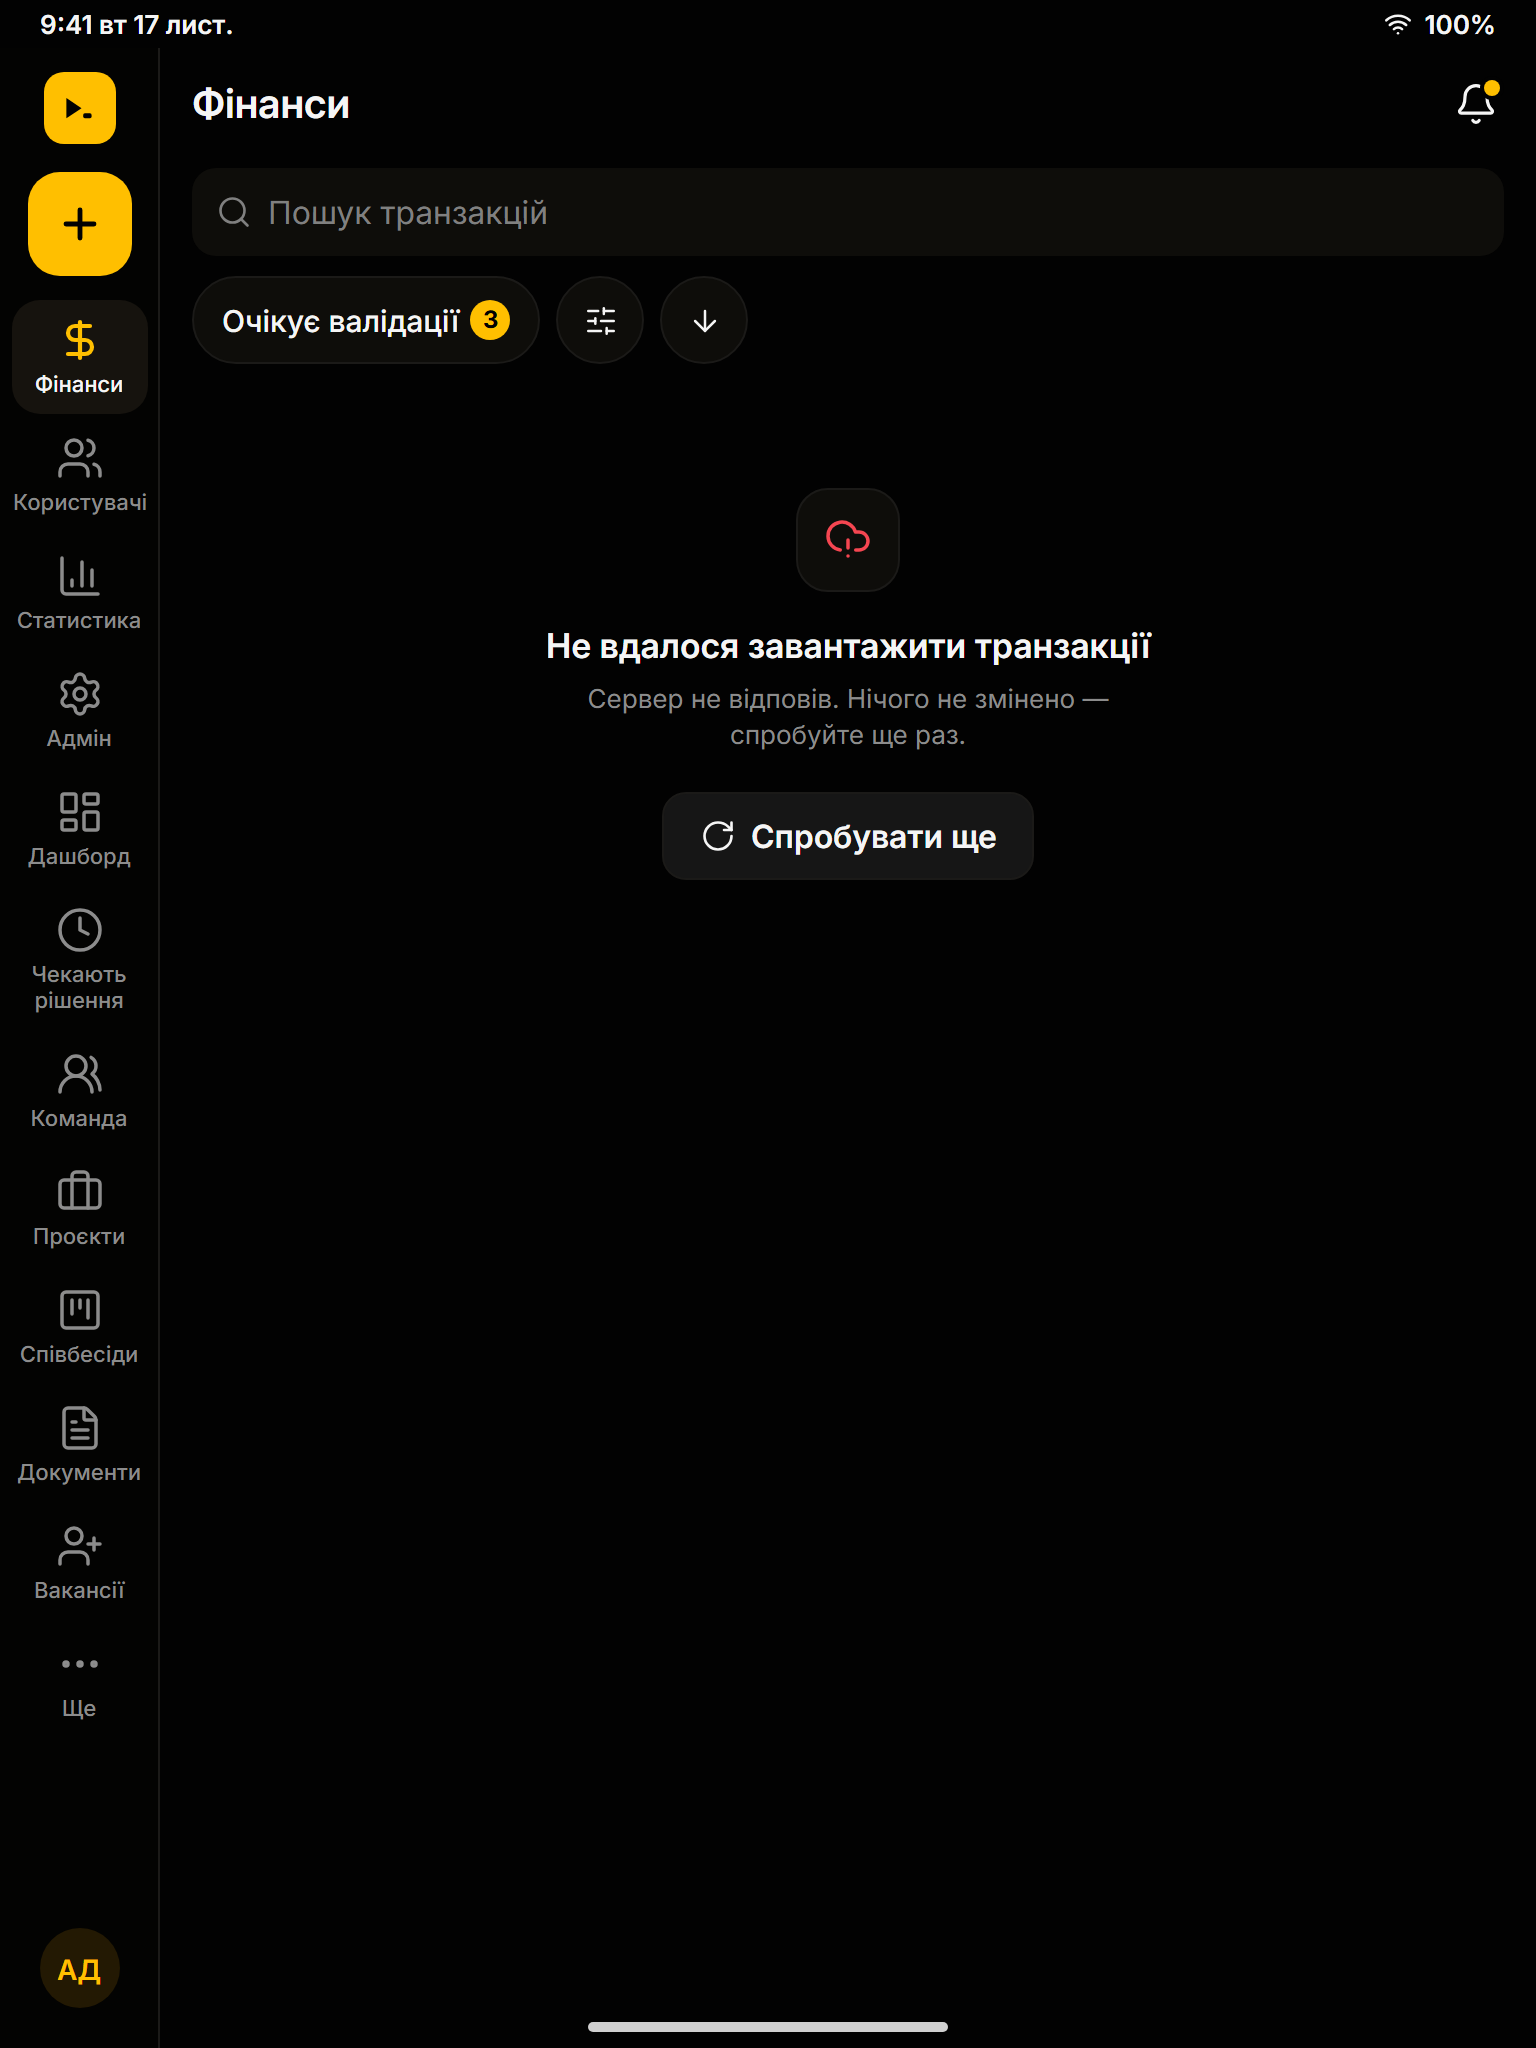 9:41 вт 17 лист.
100%
Фінанси
Пошук транзакцій
Очікує валідації 3
Фінанси
Користувачі
Статистика
Адмін
Дашборд
Чекають
рішення
Команда
Проєкти
Співбесіди
Документи
Вакансії
Ще
АД
Не вдалося завантажити транзакції
Сервер не відповів. Нічого не змінено —
спробуйте ще раз.
Спробувати ще